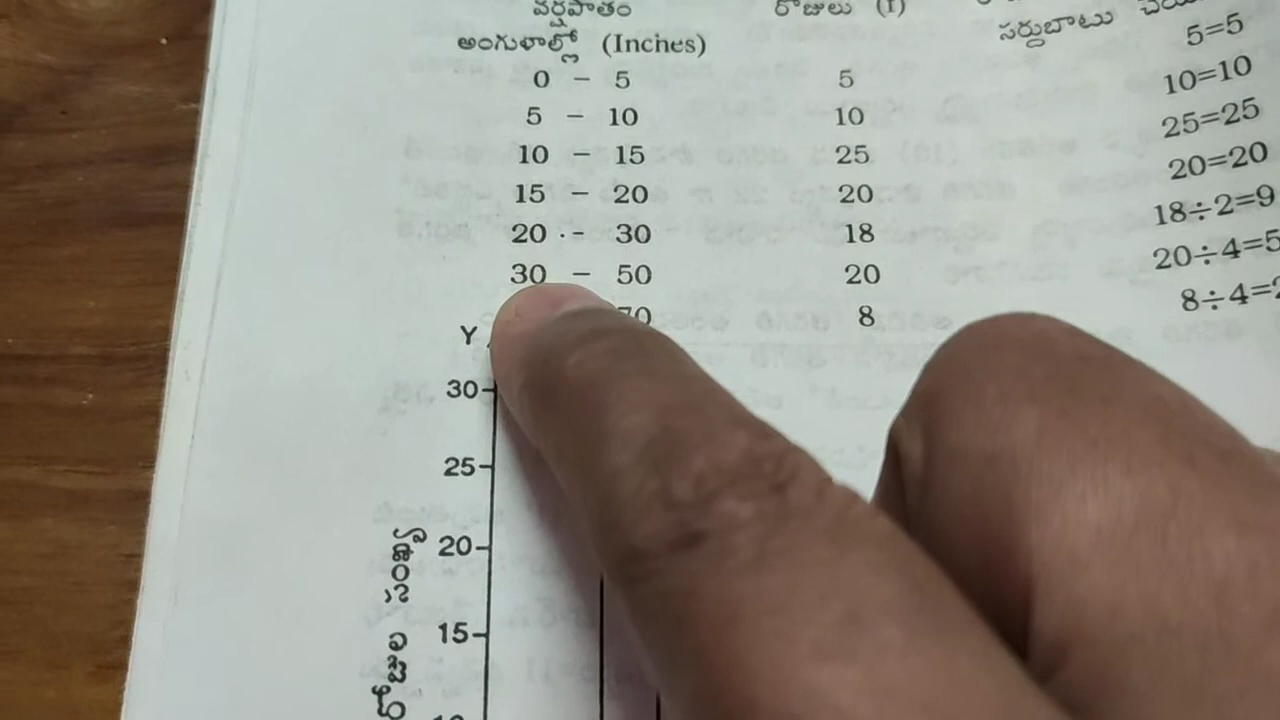 వర్షపాతం రోజులు (f)
అంగుళాల్లో (Inches) సర్దుబాటు
0 – 5 5 5=5
5 – 10 10 10=10
10 – 15 25 25=25
15 – 20 20 20=20
20 - 30 18 18÷2=9
30 – 50 20 20÷4=5
70 8 8÷4=2
Y
30
25
20
15
రోజుల సంఖ్య